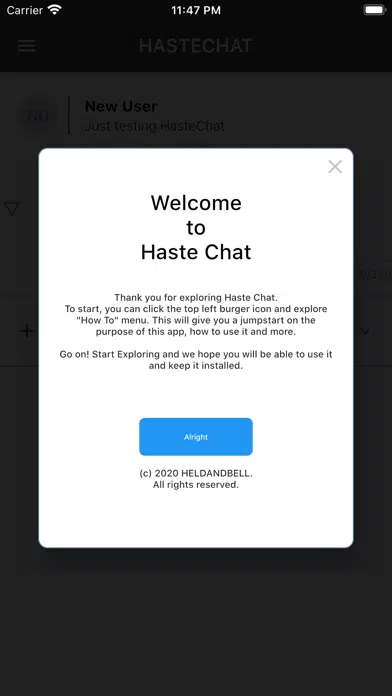 Carrier 11:47 PM
HASTECHAT
NU
New User
Just testing HasteChat
Welcome
to
Haste Chat
Thank you for exploring Haste Chat.
To start, you can click the top left burger icon and explore
"How To" menu. This will give you a jumpstart on the
purpose of this app, how to use it and more.
Go on! Start Exploring and we hope you will be able to use it
and keep it installed.
Alright
(c) 2020 HELDANDBELL.
All rights reserved.